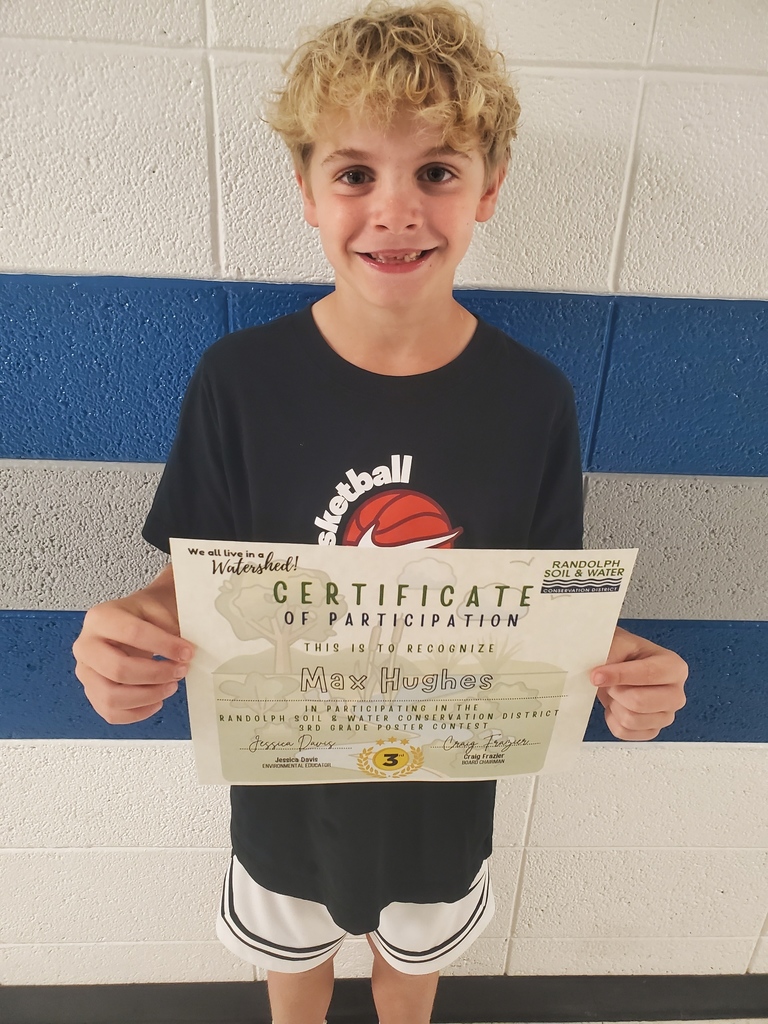 sketball
We all live in a
Watershed!
RANDOLPH
SOIL & WATER
CONSERVATION DISTRICT
CERTIFICATE
OF PARTICIPATION
THIS IS TO RECOGNIZE
Max Hughes
IN PARTICIPATING IN THE
RANDOLPH SOIL & WATER CONSERVATION DISTRICT
3RD GRADE POSTER CONTEST
Jessica Davis
Craig Frazier
Jessica Davis
ENVIRONMENTAL EDUCATOR
3RD
Craig Frazier
BOARD CHAIRMAN